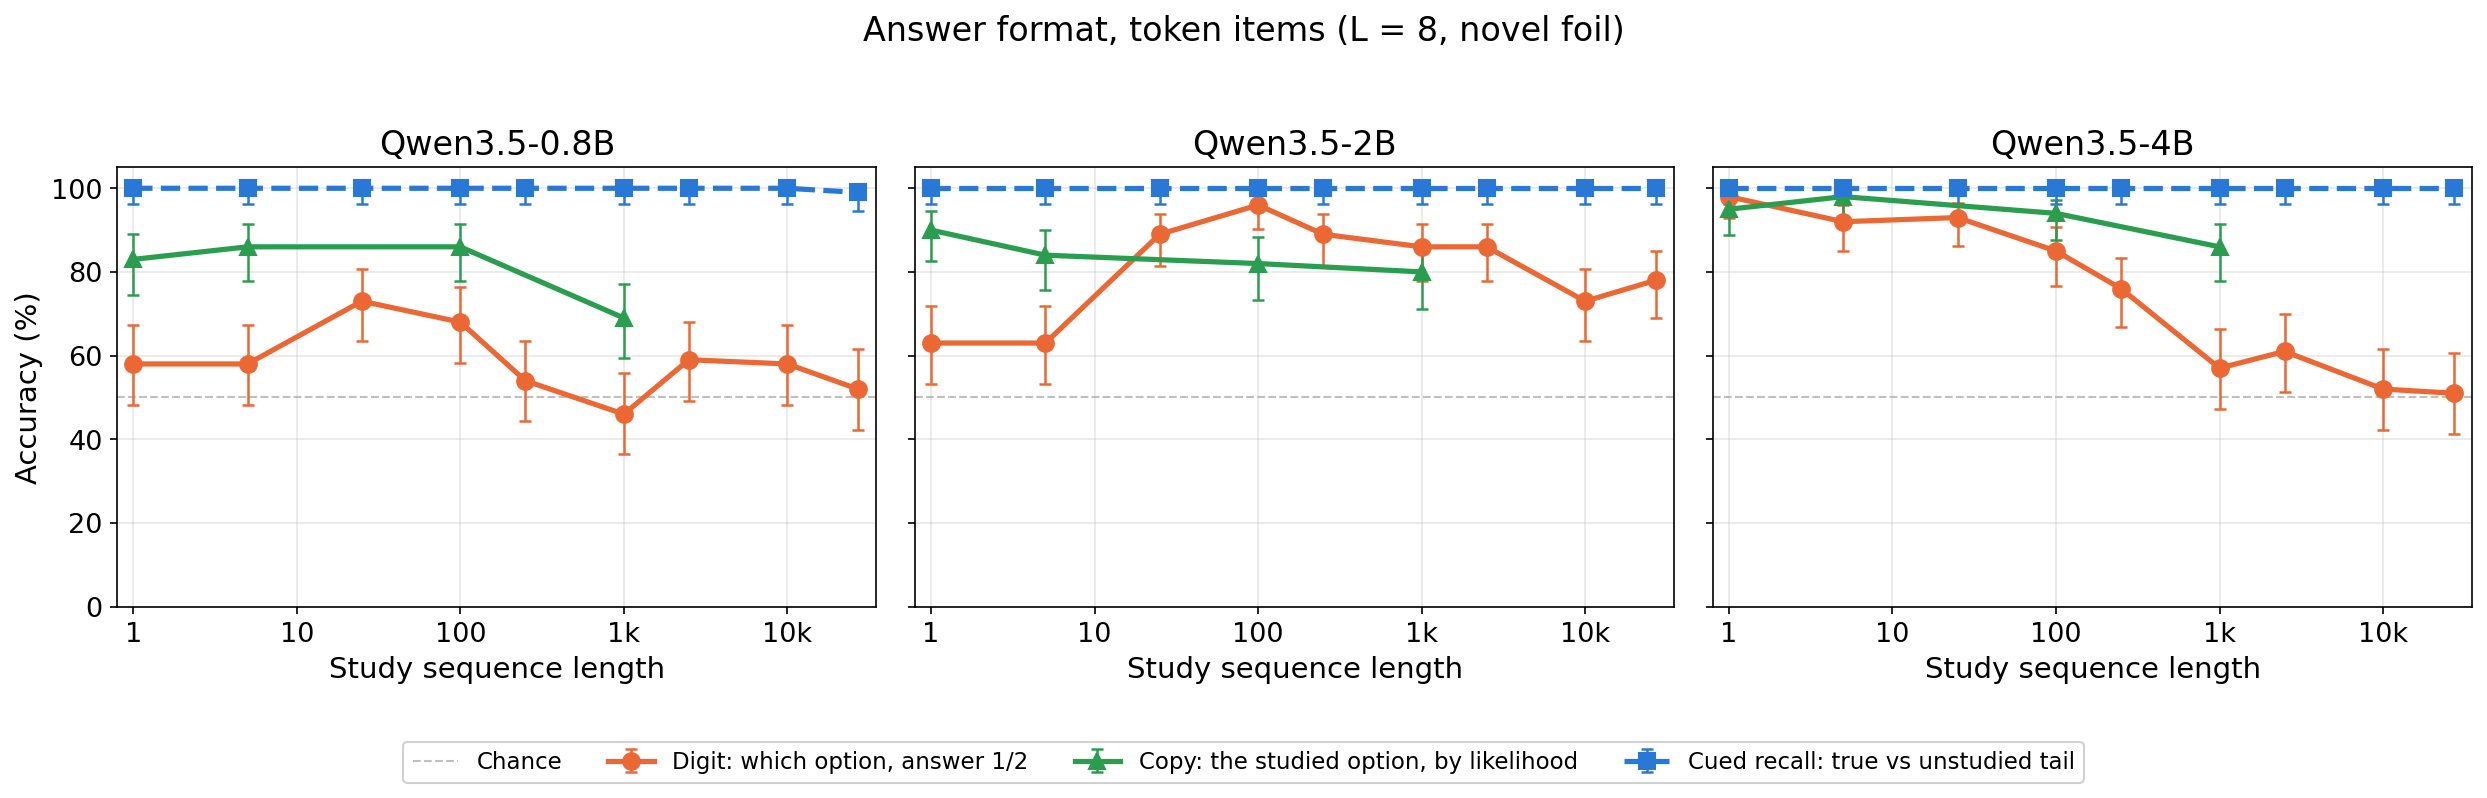 Answer format, token items (L = 8, novel foil)
Qwen3.5-0.8B
Qwen3.5-2B
Qwen3.5-4B
Accuracy (%)
100
80
60
40
20
0
1 10 100 1k 10k
1 10 100 1k 10k
1 10 100 1k 10k
Study sequence length
Study sequence length
Study sequence length
Chance
Digit: which option, answer 1/2
Copy: the studied option, by likelihood
Cued recall: true vs unstudied tail